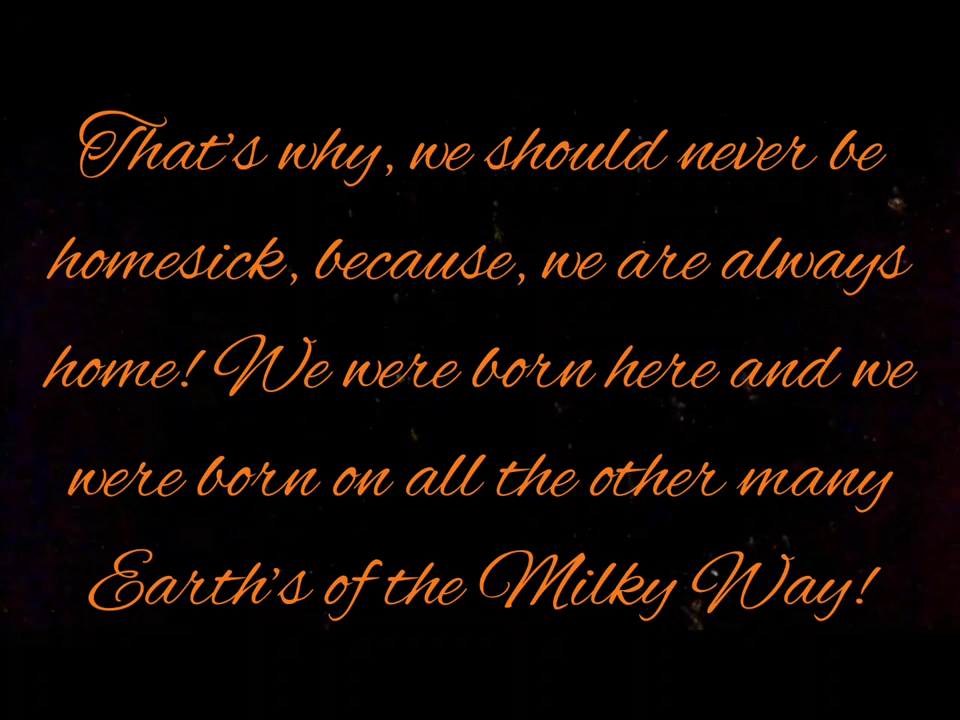 That's why, we should never be
homesick, because, we are always
home! We were born here and we
were born on all the other many
Earth's of the Milky Way!